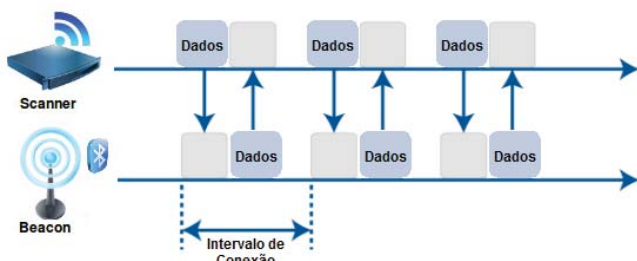 Dados
Dados
Dados
Scanner
Dados
Dados
Dados
Beacon
Intervalo de
Conexão